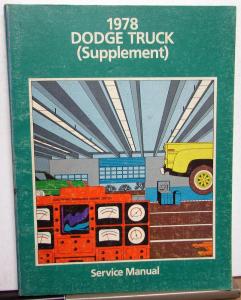 1978
DODGE TRUCK
(Supplement)
Service Manual